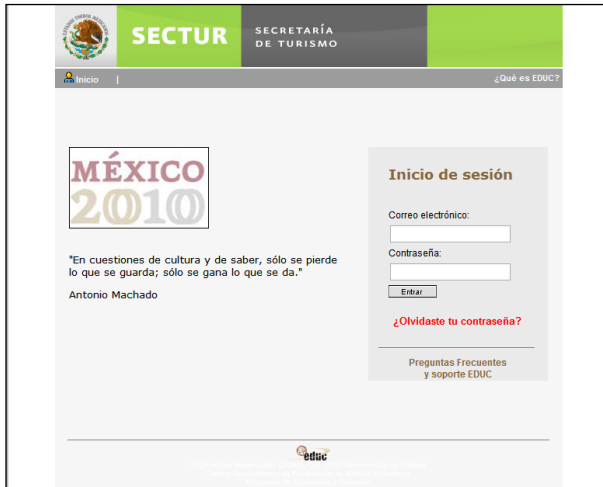 SECTUR
SECRETARÍA
DE TURISMO
Inicio |
¿Qué es EDUC?
MÉXICO
2010
"En cuestiones de cultura y de saber, sólo se pierde
lo que se guarda; sólo se gana lo que se da."
Antonio Machado
Inicio de sesión
Correo electrónico:
Contraseña:
Entrar
¿Olvidaste tu contraseña?
Preguntas Frecuentes
y soporte EDUC
educ